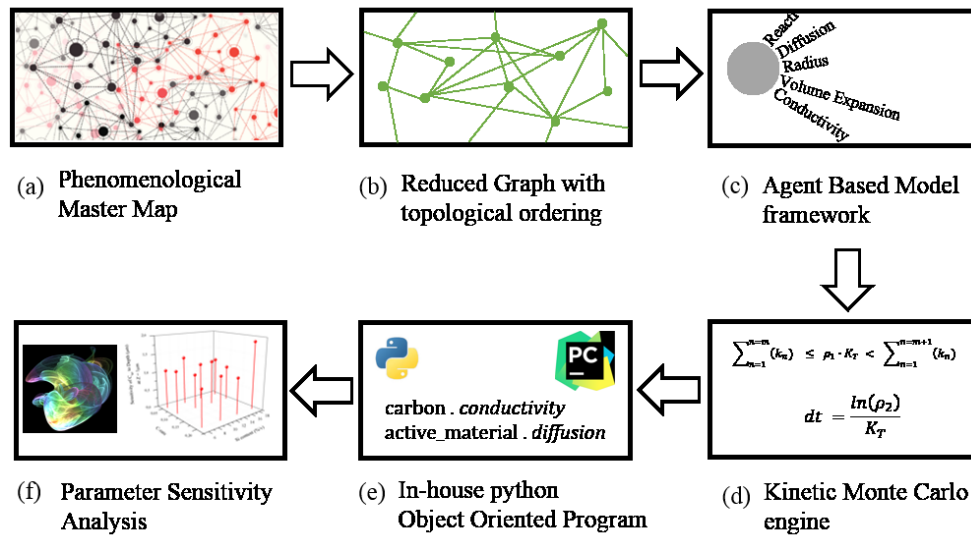 Reacti
Diffusion
Radius
Volume Expansion
Conductivity
(a) Phenomenological
Master Map
(b) Reduced Graph with
topological ordering
(c) Agent Based Model
framework
∑_{n=1}^{n=m}(k_n) ≤ ρ_1 · K_T < ∑_{n=1}^{n=m+1}(k_n)
dt = ln(ρ_2) / K_T
PC
carbon . conductivity
active_material . diffusion
(f) Parameter Sensitivity
Analysis
(e) In-house python
Object Oriented Program
(d) Kinetic Monte Carlo
engine